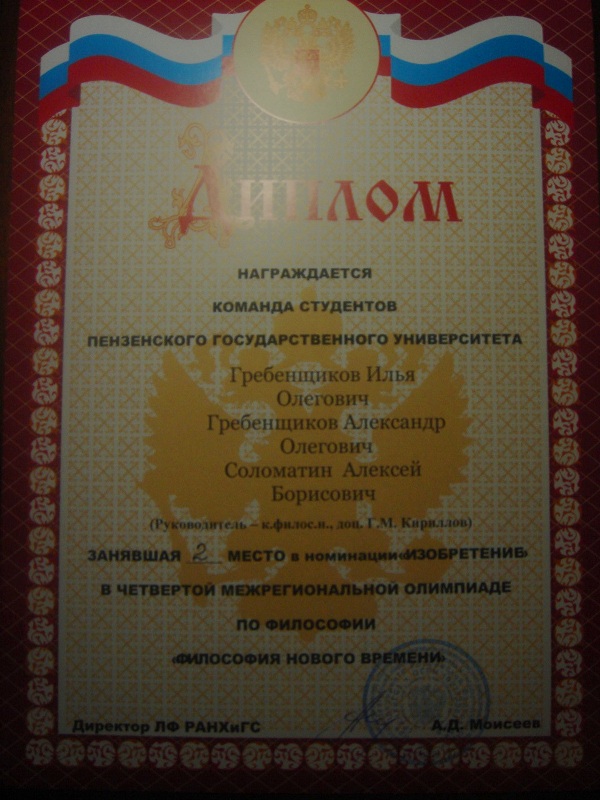 Диплом
НАГРАЖДАЕТСЯ
КОМАНДА СТУДЕНТОВ
ПЕНЗЕНСКОГО ГОСУДАРСТВЕННОГО УНИВЕРСИТЕТА
Гребенщиков Илья
Олегович
Гребенщиков Александр
Олегович
Соломатин Алексей
Борисович
(Руководитель – к.филос.н., доц. Г.М. Кириллов)
ЗАНЯВШАЯ 2 МЕСТО в номинации «ИЗОБРЕТЕНИЕ»
В ЧЕТВЕРТОЙ МЕЖРЕГИОНАЛЬНОЙ ОЛИМПИАДЕ
ПО ФИЛОСОФИИ
«ФИЛОСОФИЯ НОВОГО ВРЕМЕНИ»
Директор ЛФ РАНХиГС А.Д. Моисеев